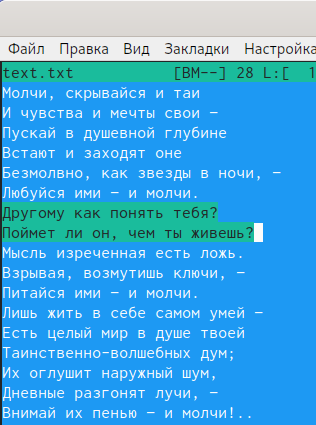 Файл Правка Вид Закладки Настройка
text.txt [BM--] 28 L:[ 1
Молчи, скрывайся и таи
И чувства и мечты свои –
Пускай в душевной глубине
Встают и заходят оне
Безмолвно, как звезды в ночи, –
Любуйся ими – и молчи.
Другому как понять тебя?
Поймет ли он, чем ты живешь?
Мысль изреченная есть ложь.
Взрывая, возмутишь ключи, –
Питайся ими – и молчи.
Лишь жить в себе самом умей –
Есть целый мир в душе твоей
Таинственно-волшебных дум;
Их оглушит наружный шум,
Дневные разгонят лучи, –
Внимай их пенью – и молчи!..